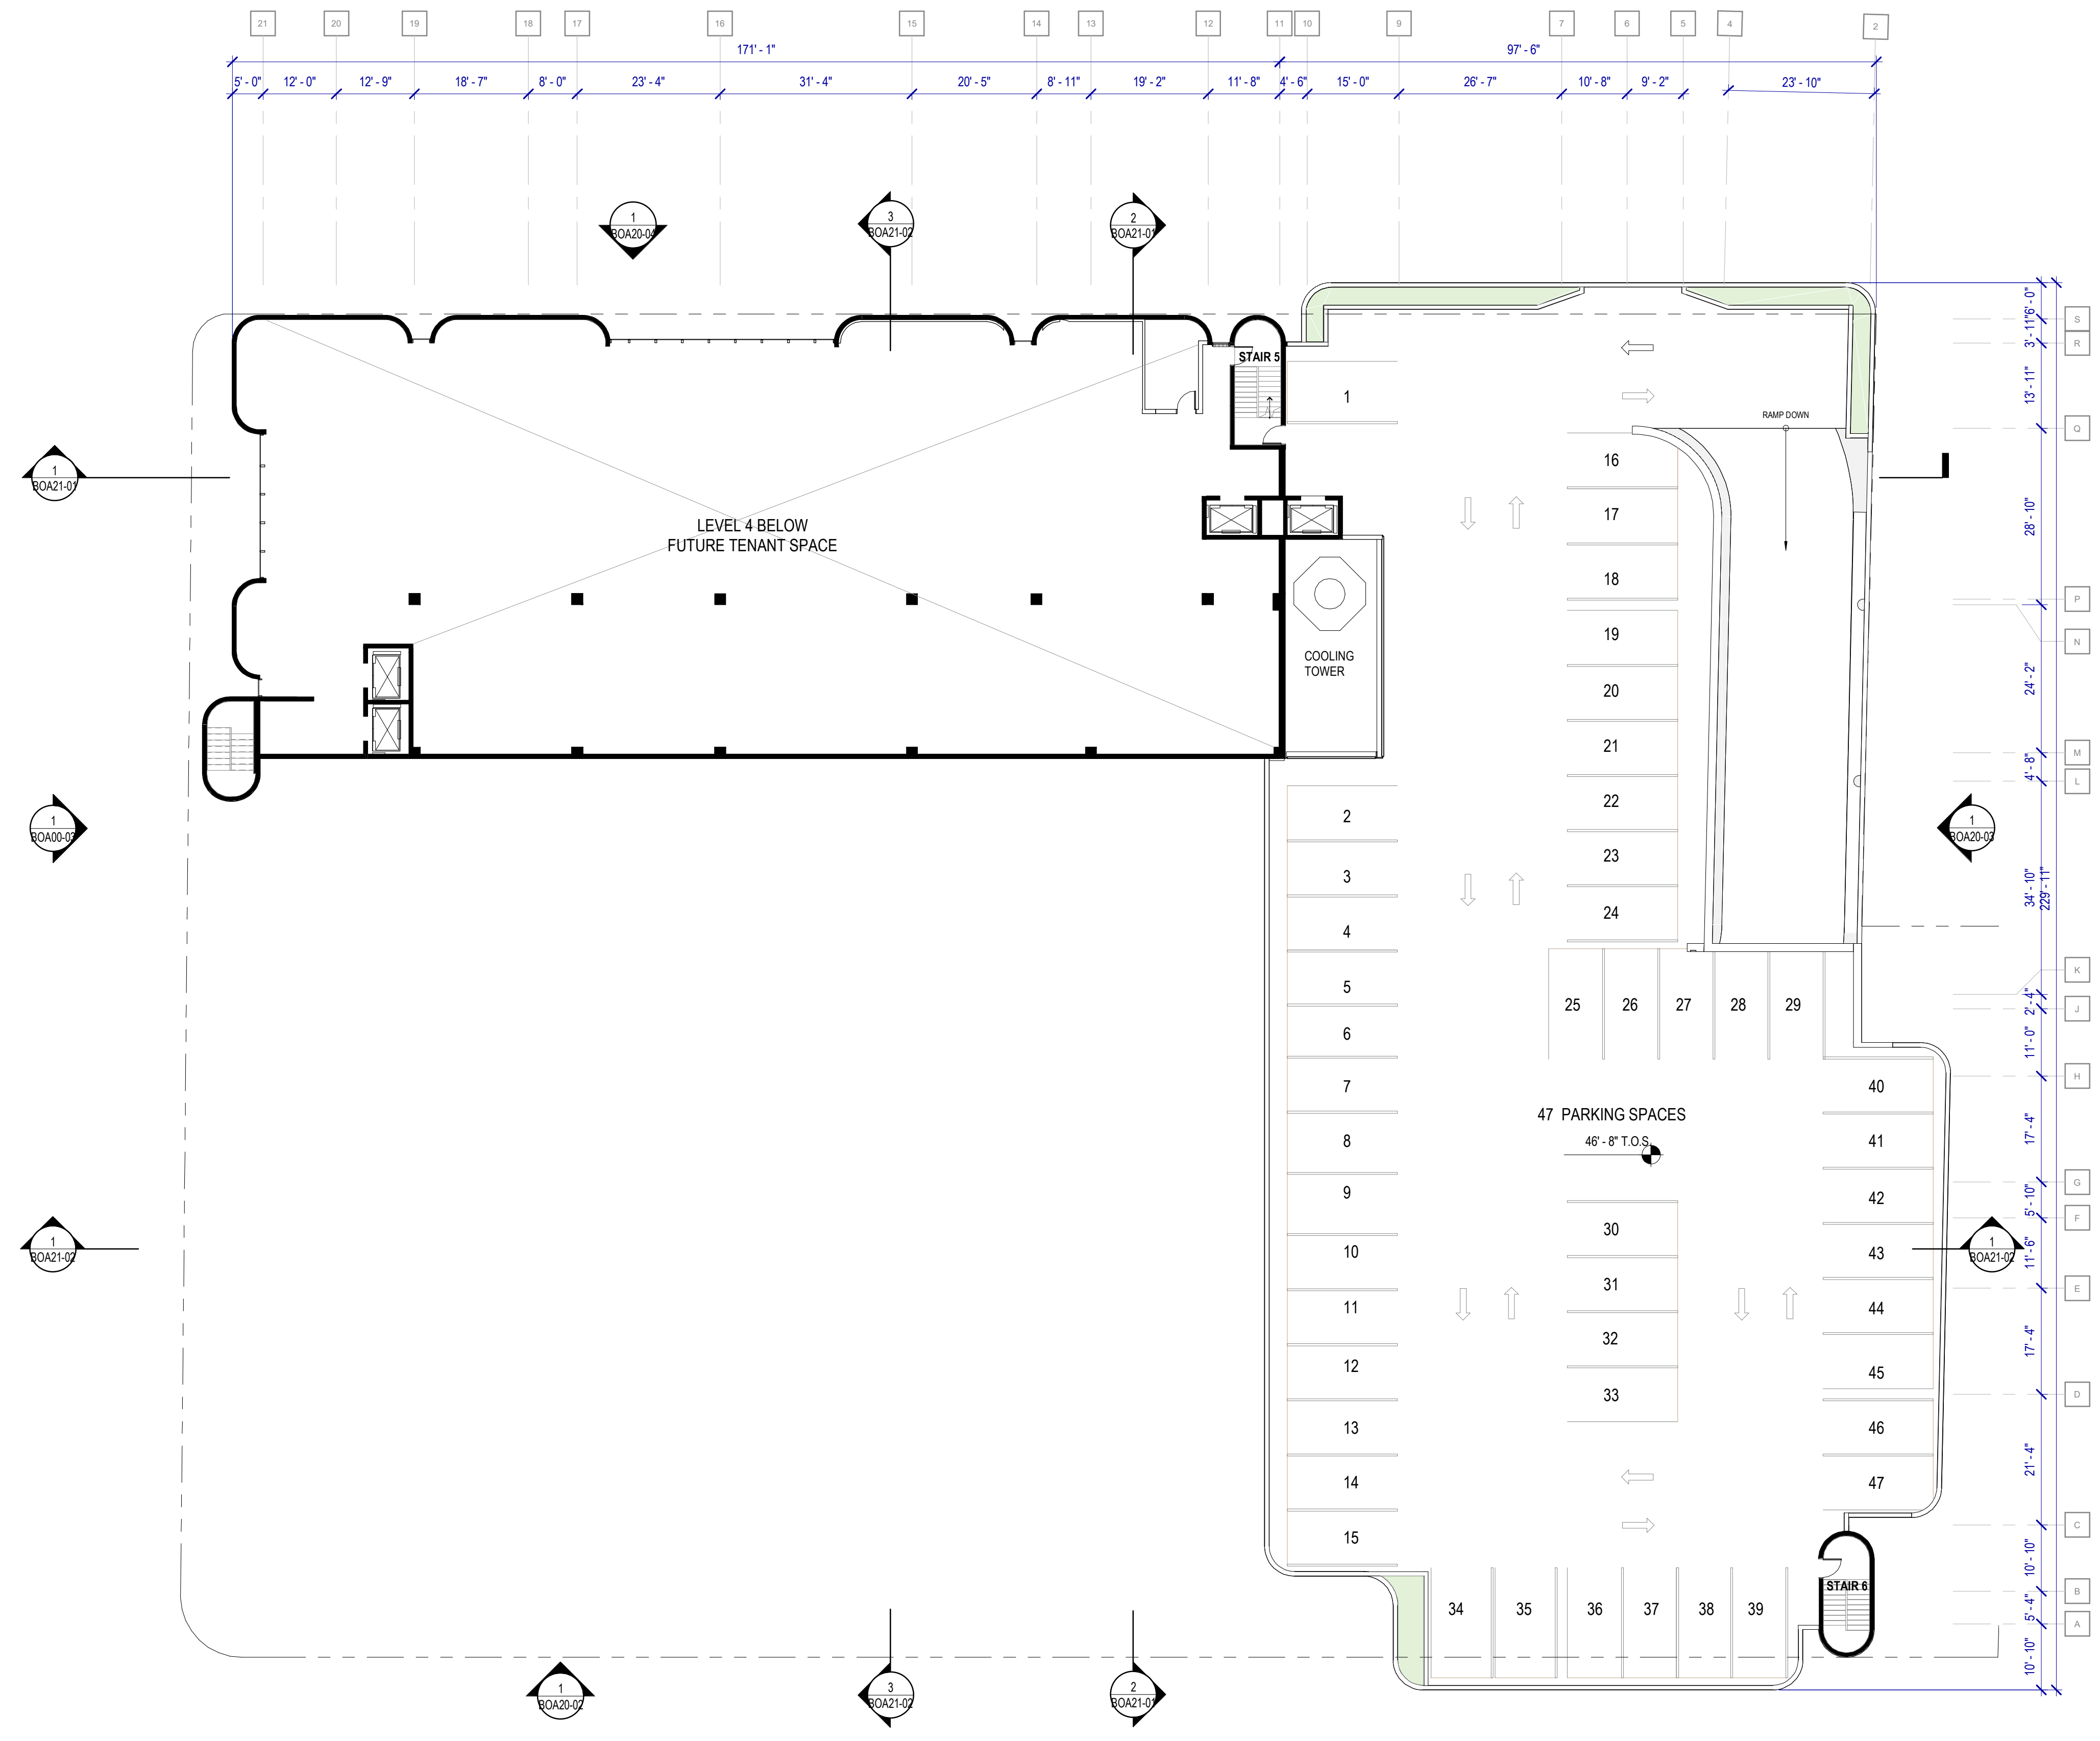 21 20 19 18 17 16 15 14 13 12 11 10 9 7 6 5 4 2
171' - 1" 97' - 6"
5' - 0" 12' - 0" 12' - 9" 18' - 7" 8' - 0" 23' - 4" 31' - 4" 20' - 5" 8' - 11" 19' - 2" 11' - 8" 4' - 6" 15' - 0" 26' - 7" 10' - 8" 9' - 2" 23' - 10"
1
BOA20-04
3
BOA21-02
2
BOA21-01
6' - 0"
S
3' - 11"
R
STAIR 5
13' - 11"
1
RAMP DOWN
Q
16
1
BOA21-01
17
28' - 10"
LEVEL 4 BELOW
FUTURE TENANT SPACE
18
P
19
N
COOLING
TOWER
24' - 2"
20
21
M
4' - 8"
L
22
2
1
BOA00-03
1
BOA20-03
23
3
34' - 10"
229' - 11"
24
4
K
5
25 26 27 28 29
2' - 4"
J
6
11' - 0"
H
7
40
47 PARKING SPACES
17' - 4"
8
46' - 8" T.O.S.
41
G
9
42
5' - 10"
F
30
1
BOA21-02
10
43
11' - 6"
1
BOA21-02
31
E
11
44
32
17' - 4"
12
45
33
D
13
46
21' - 4"
14
47
C
15
10' - 10"
STAIR 6
B
34 35 36 37 38 39
5' - 4"
A
10' - 10"
1
BOA20-02
3
BOA21-02
2
BOA21-01